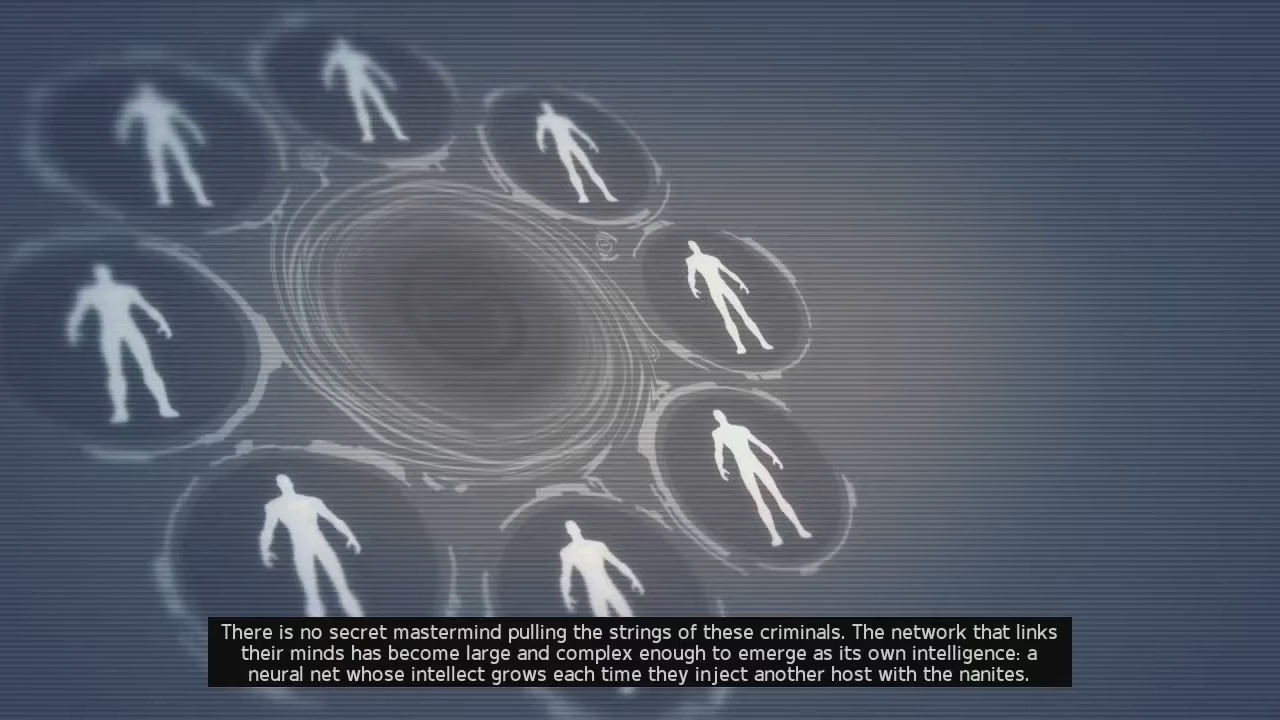 There is no secret mastermind pulling the strings of these criminals. The network that links
their minds has become large and complex enough to emerge as its own intelligence: a
neural net whose intellect grows each time they inject another host with the nanites.